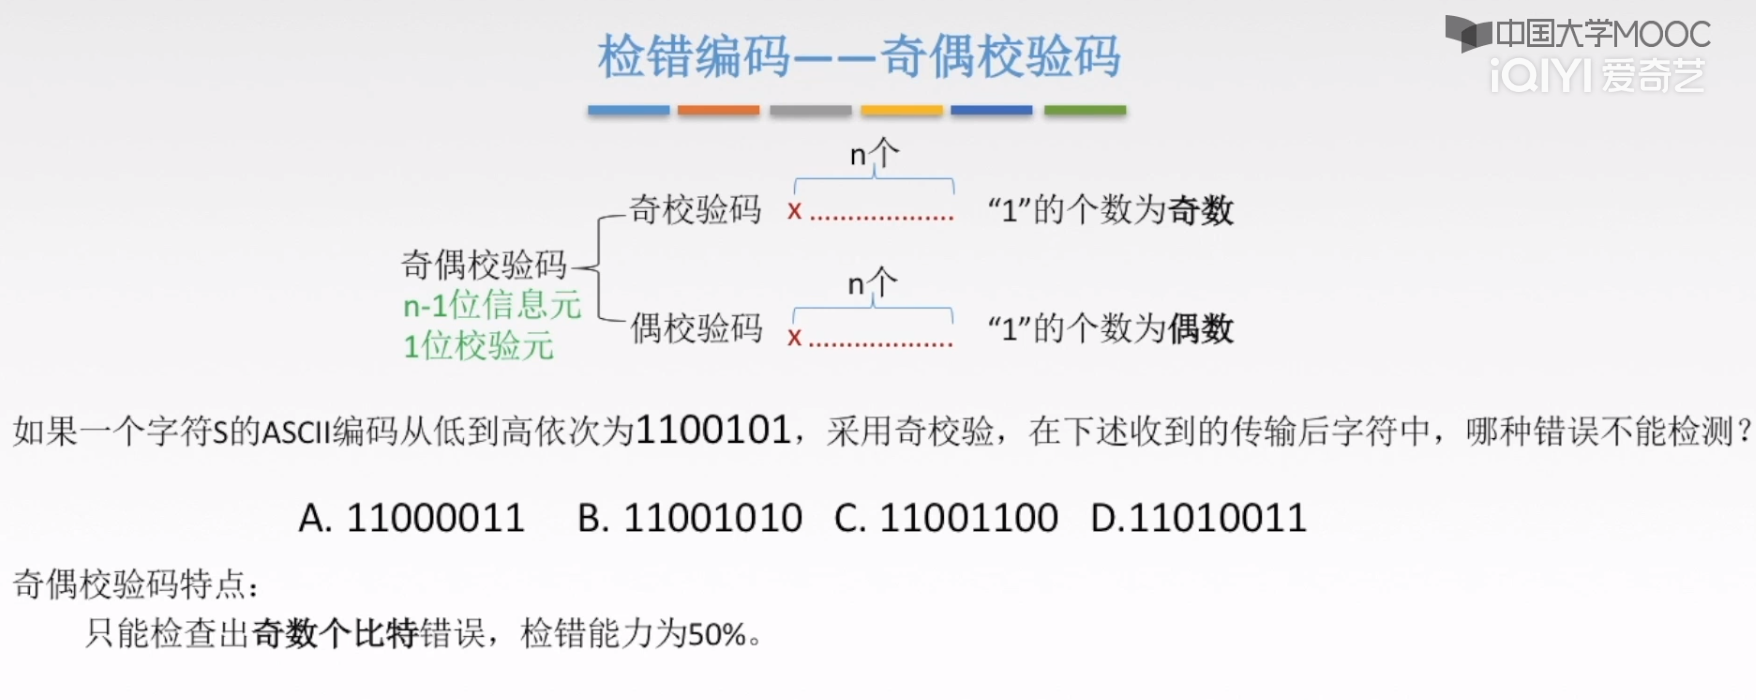 检错编码——奇偶校验码
中国大学MOOC
iQIYI 爱奇艺
n个
奇校验码 x ................... “1”的个数为奇数
奇偶校验码
n-1位信息元
1位校验元
n个
偶校验码 x ................... “1”的个数为偶数
如果一个字符S的ASCII编码从低到高依次为1100101，采用奇校验，在下述收到的传输后字符中，哪种错误不能检测？
A. 11000011 B. 11001010 C. 11001100 D.11010011
奇偶校验码特点：
只能检查出奇数个比特错误，检错能力为50%。